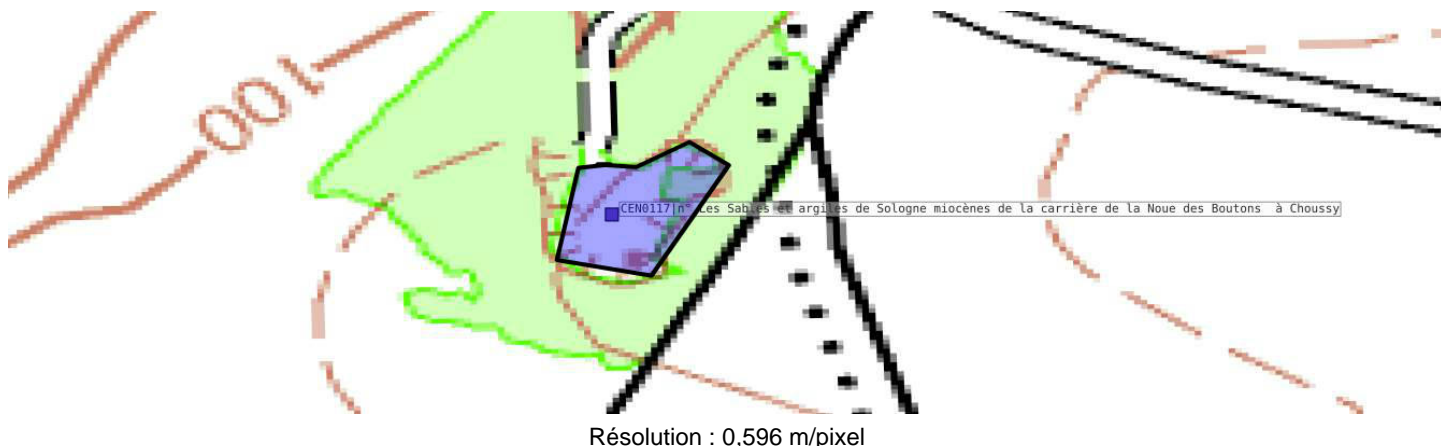 100
CEN0117|n° Les Sables et argiles de Sologne miocènes de la carrière de la Noue des Boutons à Choussy
Résolution : 0,596 m/pixel